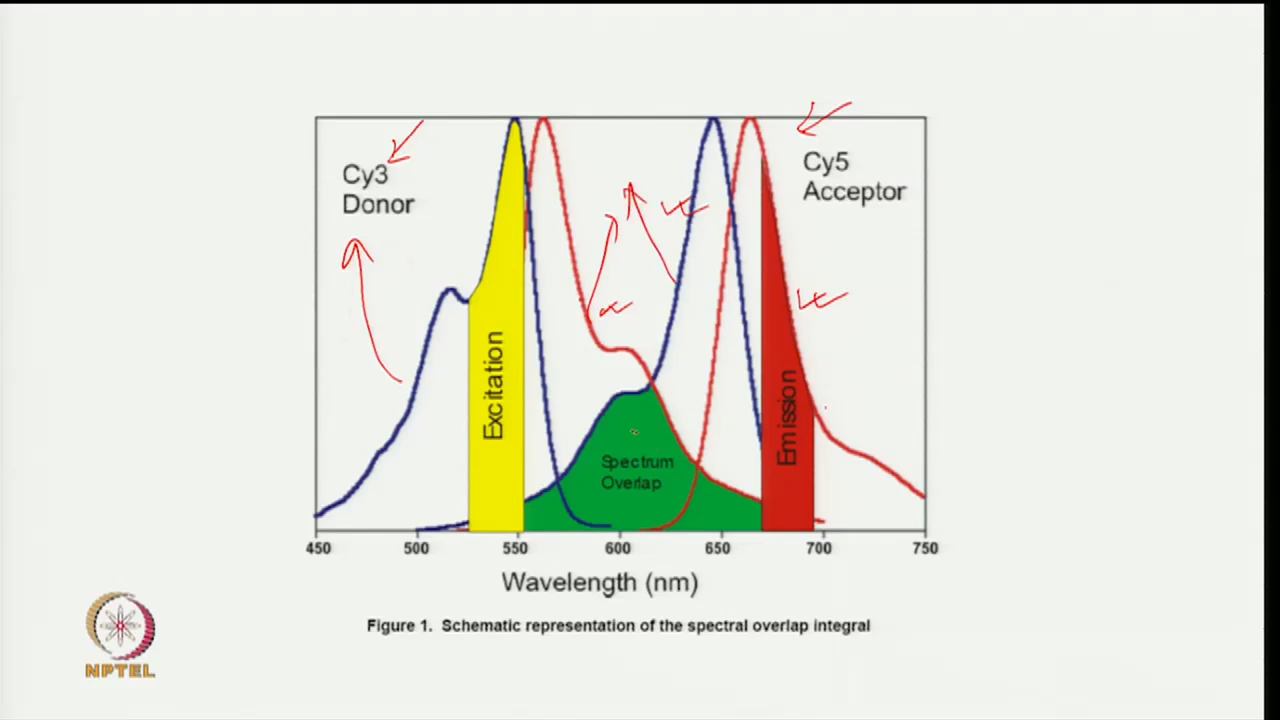 Cy3
Donor
Cy5
Acceptor
Excitation
Spectrum
Overlap
Emission
450 500 550 600 650 700 750
Wavelength (nm)
Figure 1. Schematic representation of the spectral overlap integral
NPTEL